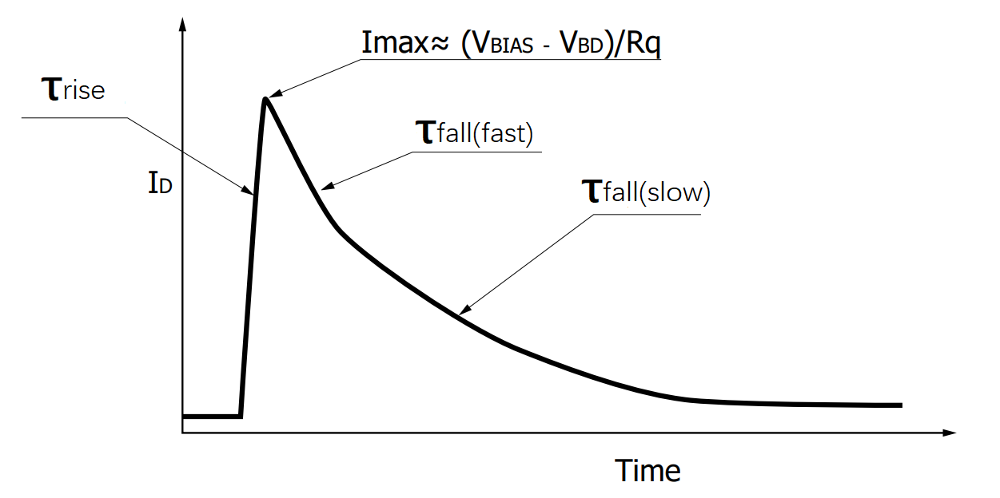 Imax≈ (VBIAS - VBD)/Rq
τrise
τfall(fast)
ID
τfall(slow)
Time